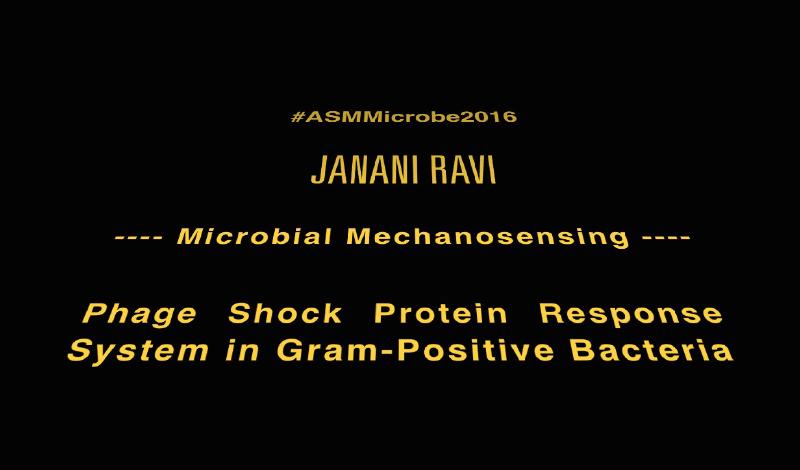 #ASMMicrobe2016
JANANI RAVI
---- Microbial Mechanosensing ----
Phage Shock Protein Response
System in Gram-Positive Bacteria